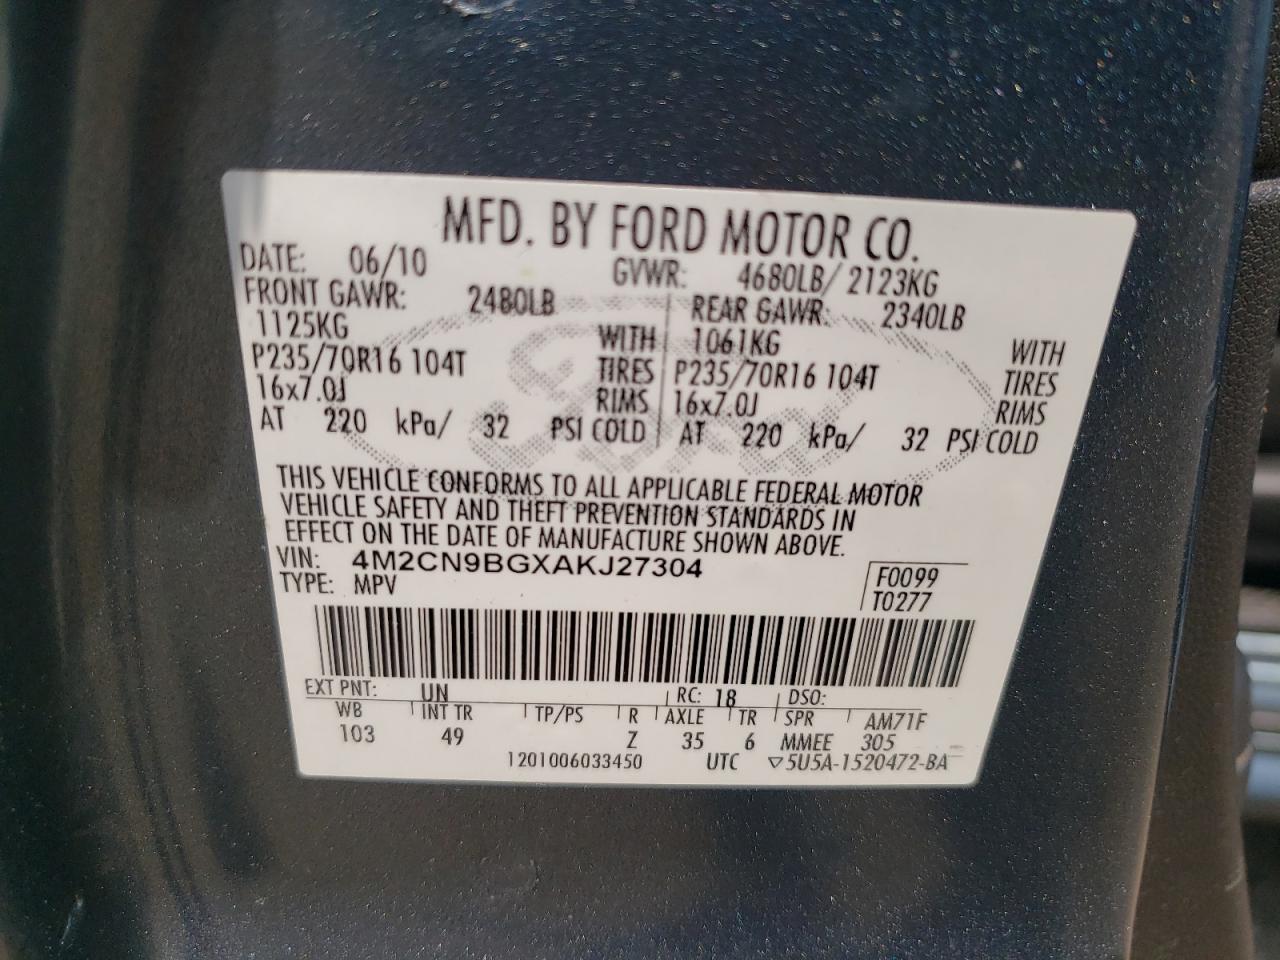 MFD. BY FORD MOTOR CO.
DATE: 06/10 GVWR: 4680LB/ 2123KG
FRONT GAWR: 2480LB REAR GAWR: 2340LB
1125KG WITH 1061KG WITH
P235/70R16 104T TIRES P235/70R16 104T TIRES
16x7.0J RIMS 16x7.0J RIMS
AT 220 kPa/ 32 PSI COLD AT 220 kPa/ 32 PSI COLD
Ford
THIS VEHICLE CONFORMS TO ALL APPLICABLE FEDERAL MOTOR
VEHICLE SAFETY AND THEFT PREVENTION STANDARDS IN
EFFECT ON THE DATE OF MANUFACTURE SHOWN ABOVE.
VIN: 4M2CN9BGXAKJ27304
TYPE: MPV
F0099
T0277
EXT PNT: UN RC: 18 DSO:
WB INT TR TP/PS R AXLE TR SPR AM71F
103 49 Z 35 6 MMEE 305
1201006033450 UTC ▽5U5A-1520472-BA